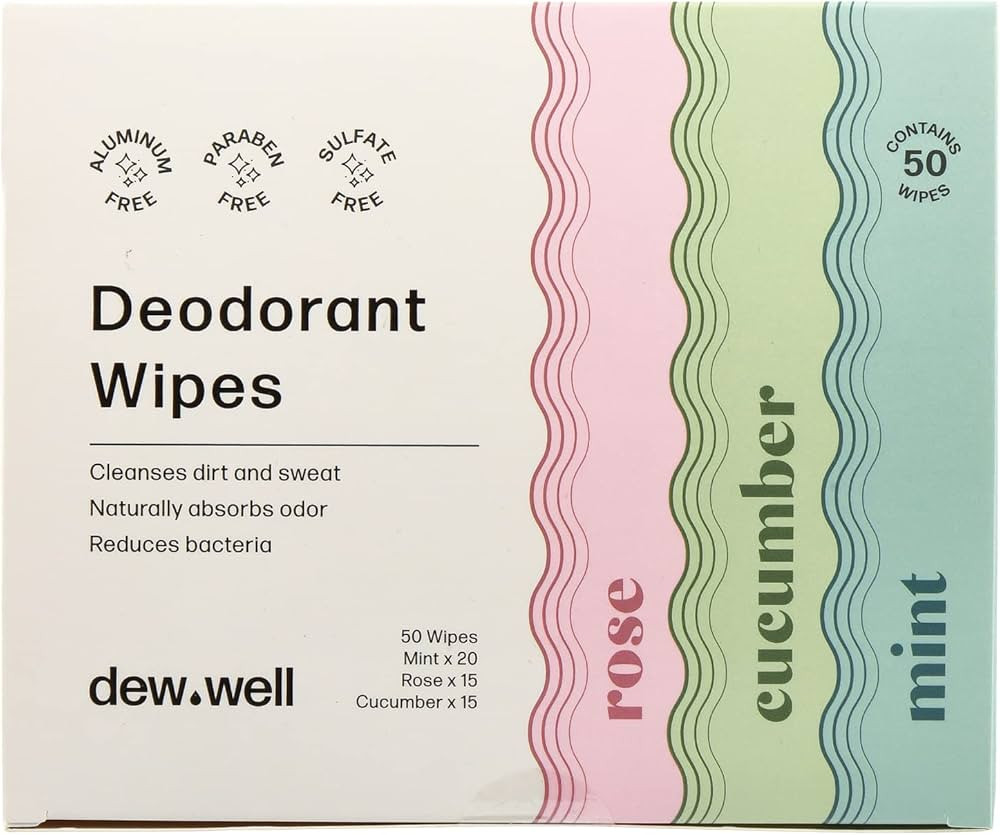 ALUMINUM
FREE
PARABEN
FREE
SULFATE
FREE
CONTAINS
50
WIPES
Deodorant
Wipes
Cleanses dirt and sweat
Naturally absorbs odor
Reduces bacteria
50 Wipes
Mint x 20
Rose x 15
Cucumber x 15
dew.well
rose
cucumber
mint